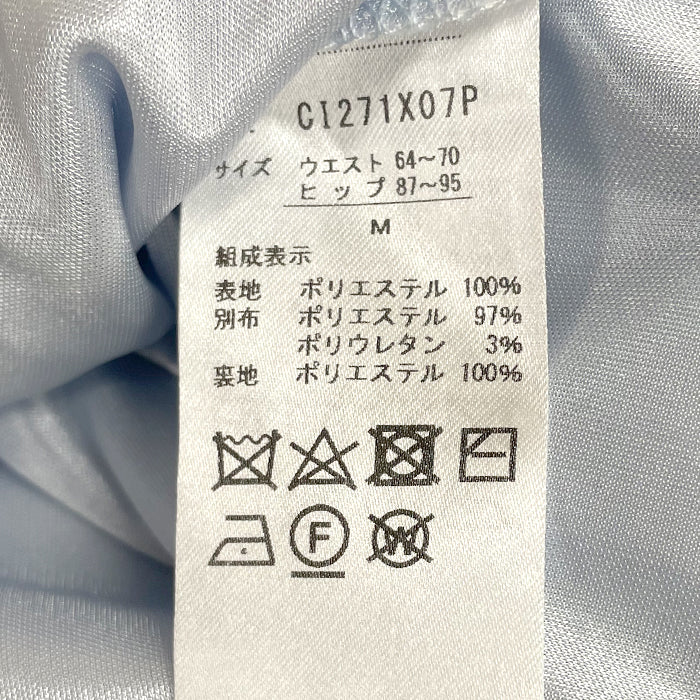 CI271X07P
サイズ ウエスト 64～70
ヒップ 87～95
M
組成表示
表地 ポリエステル 100%
別布 ポリエステル 97%
ポリウレタン 3%
裏地 ポリエステル 100%
F W